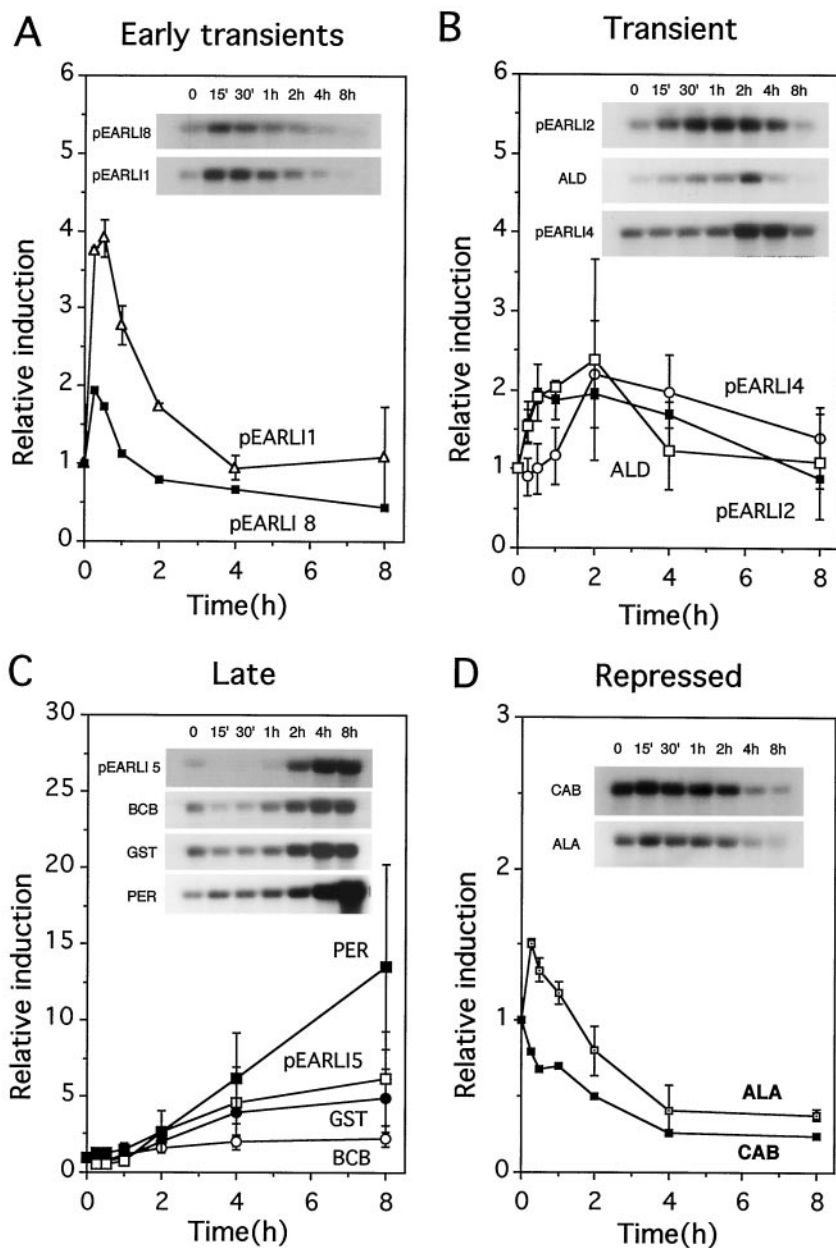 A Early transients
6
5
4
3
2
1
0
0 15' 30' 1h 2h 4h 8h
pEARLI8
pEARLI1
pEARLI1
pEARLI 8
Relative induction
0 2 4 6 8
Time(h)
B Transient
6
5
4
3
2
1
0
0 15' 30' 1h 2h 4h 8h
pEARLI2
ALD
pEARLI4
pEARLI4
ALD
pEARLI2
Relative induction
0 2 4 6 8
Time(h)
C Late
30
25
20
15
10
5
0
0 15' 30' 1h 2h 4h 8h
pEARLI 5
BCB
GST
PER
PER
pEARLI5
GST
BCB
Relative induction
0 2 4 6 8
Time(h)
D Repressed
3
2
1
0
0 15' 30' 1h 2h 4h 8h
CAB
ALA
ALA
CAB
Relative induction
0 2 4 6 8
Time(h)